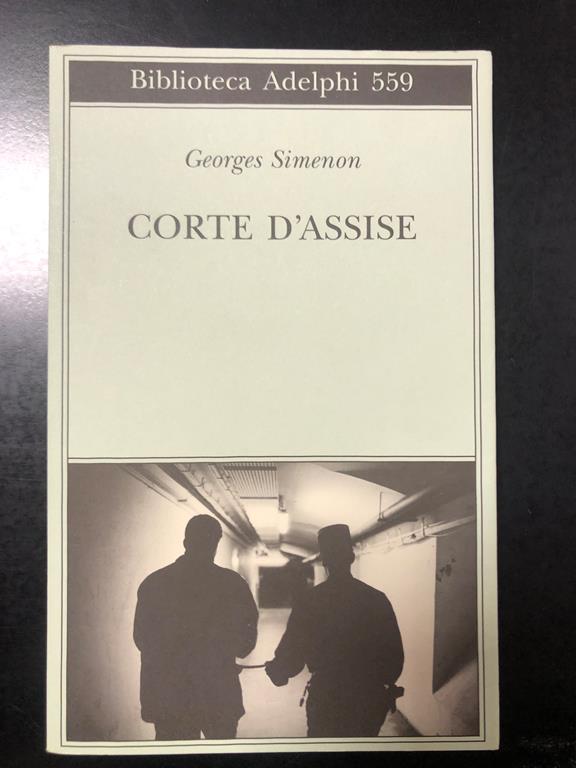 Biblioteca Adelphi 559
Georges Simenon
CORTE D'ASSISE